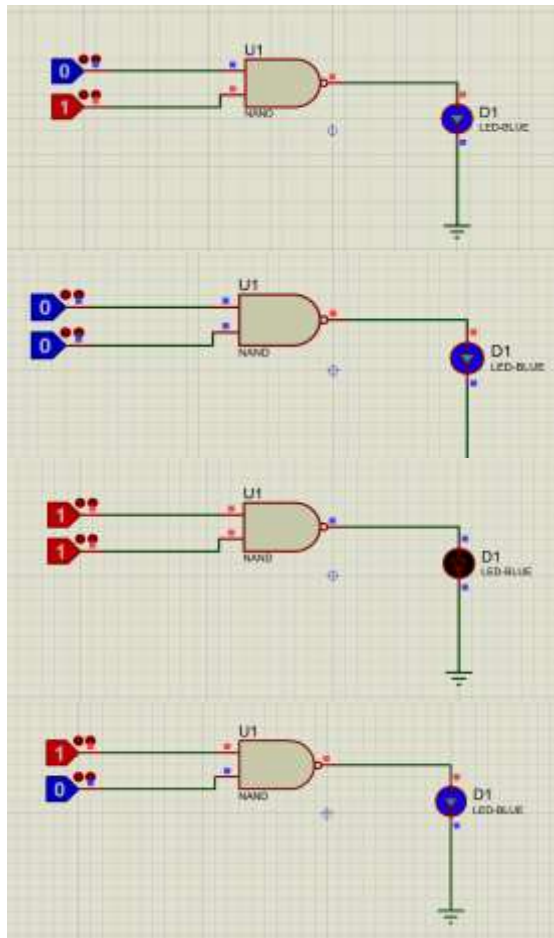 U1
0
1
NAND
D1
LED-BLUE
U1
0
0
NAND
D1
LED-BLUE
U1
1
1
NAND
D1
LED-BLUE
U1
1
0
NAND
D1
LED-BLUE